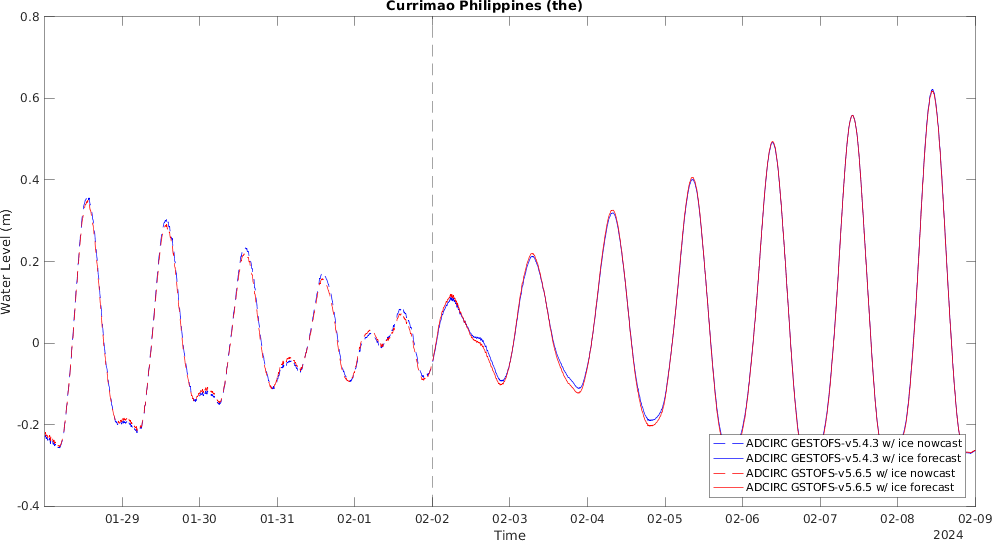 Currimao Philippines (the)
0.8
0.6
0.4
0.2
0
-0.2
-0.4
Water Level (m)
ADCIRC GESTOFS-v5.4.3 w/ ice nowcast
ADCIRC GESTOFS-v5.4.3 w/ ice forecast
ADCIRC GSTOFS-v5.6.5 w/ ice nowcast
ADCIRC GSTOFS-v5.6.5 w/ ice forecast
01-29 01-30 01-31 02-01 02-02 02-03 02-04 02-05 02-06 02-07 02-08 02-09
Time
2024